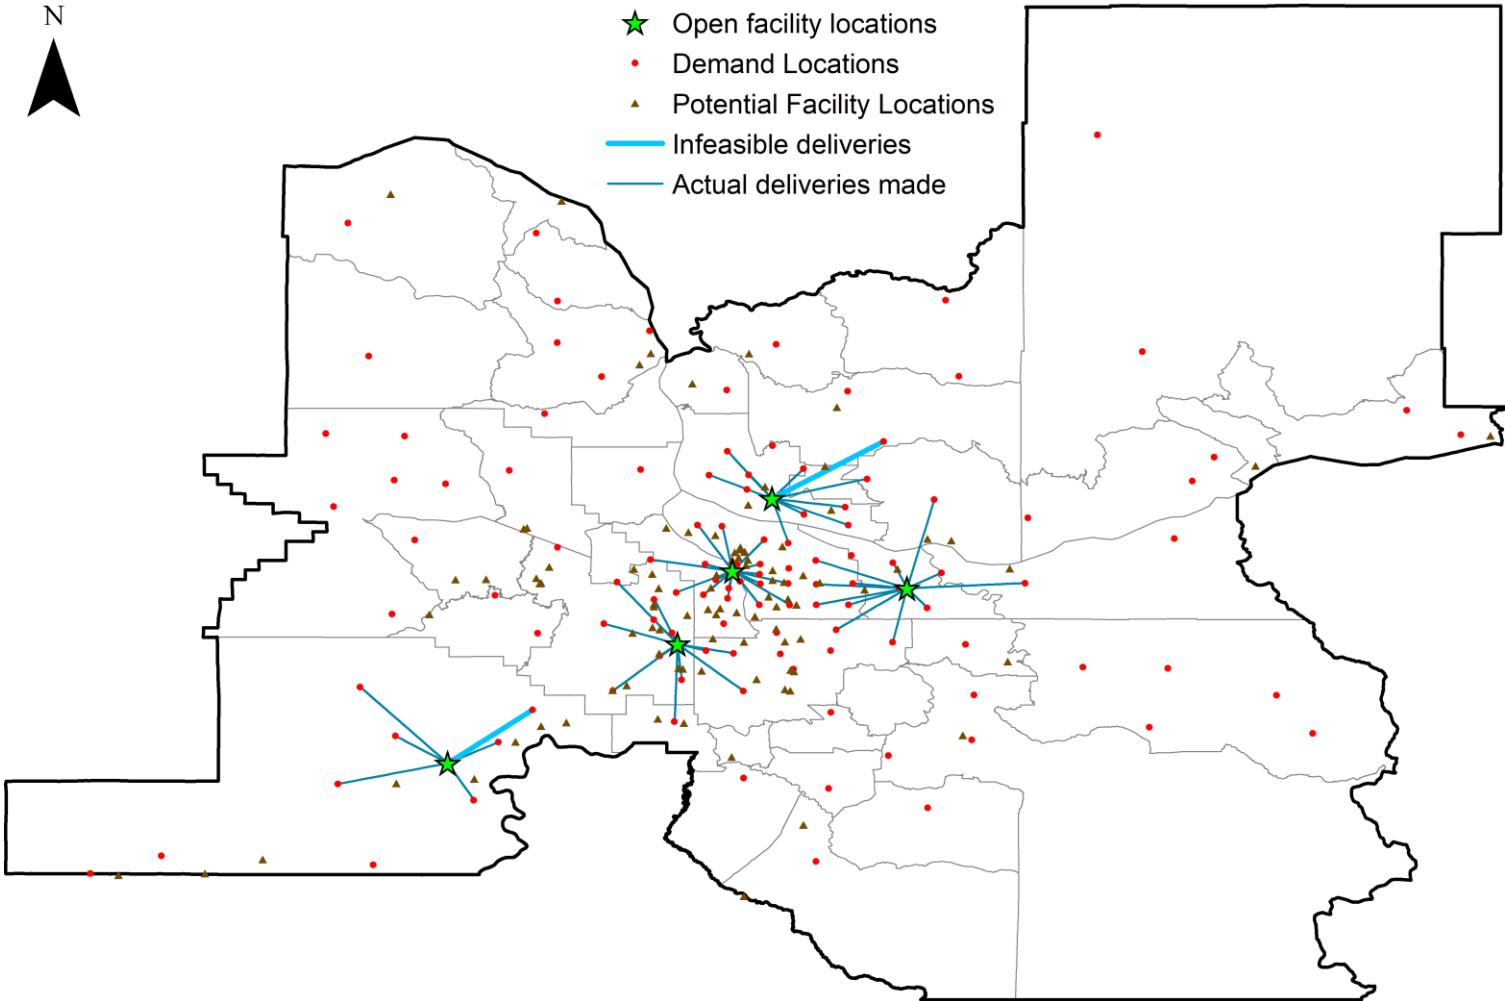 N
Open facility locations
Demand Locations
Potential Facility Locations
Infeasible deliveries
Actual deliveries made